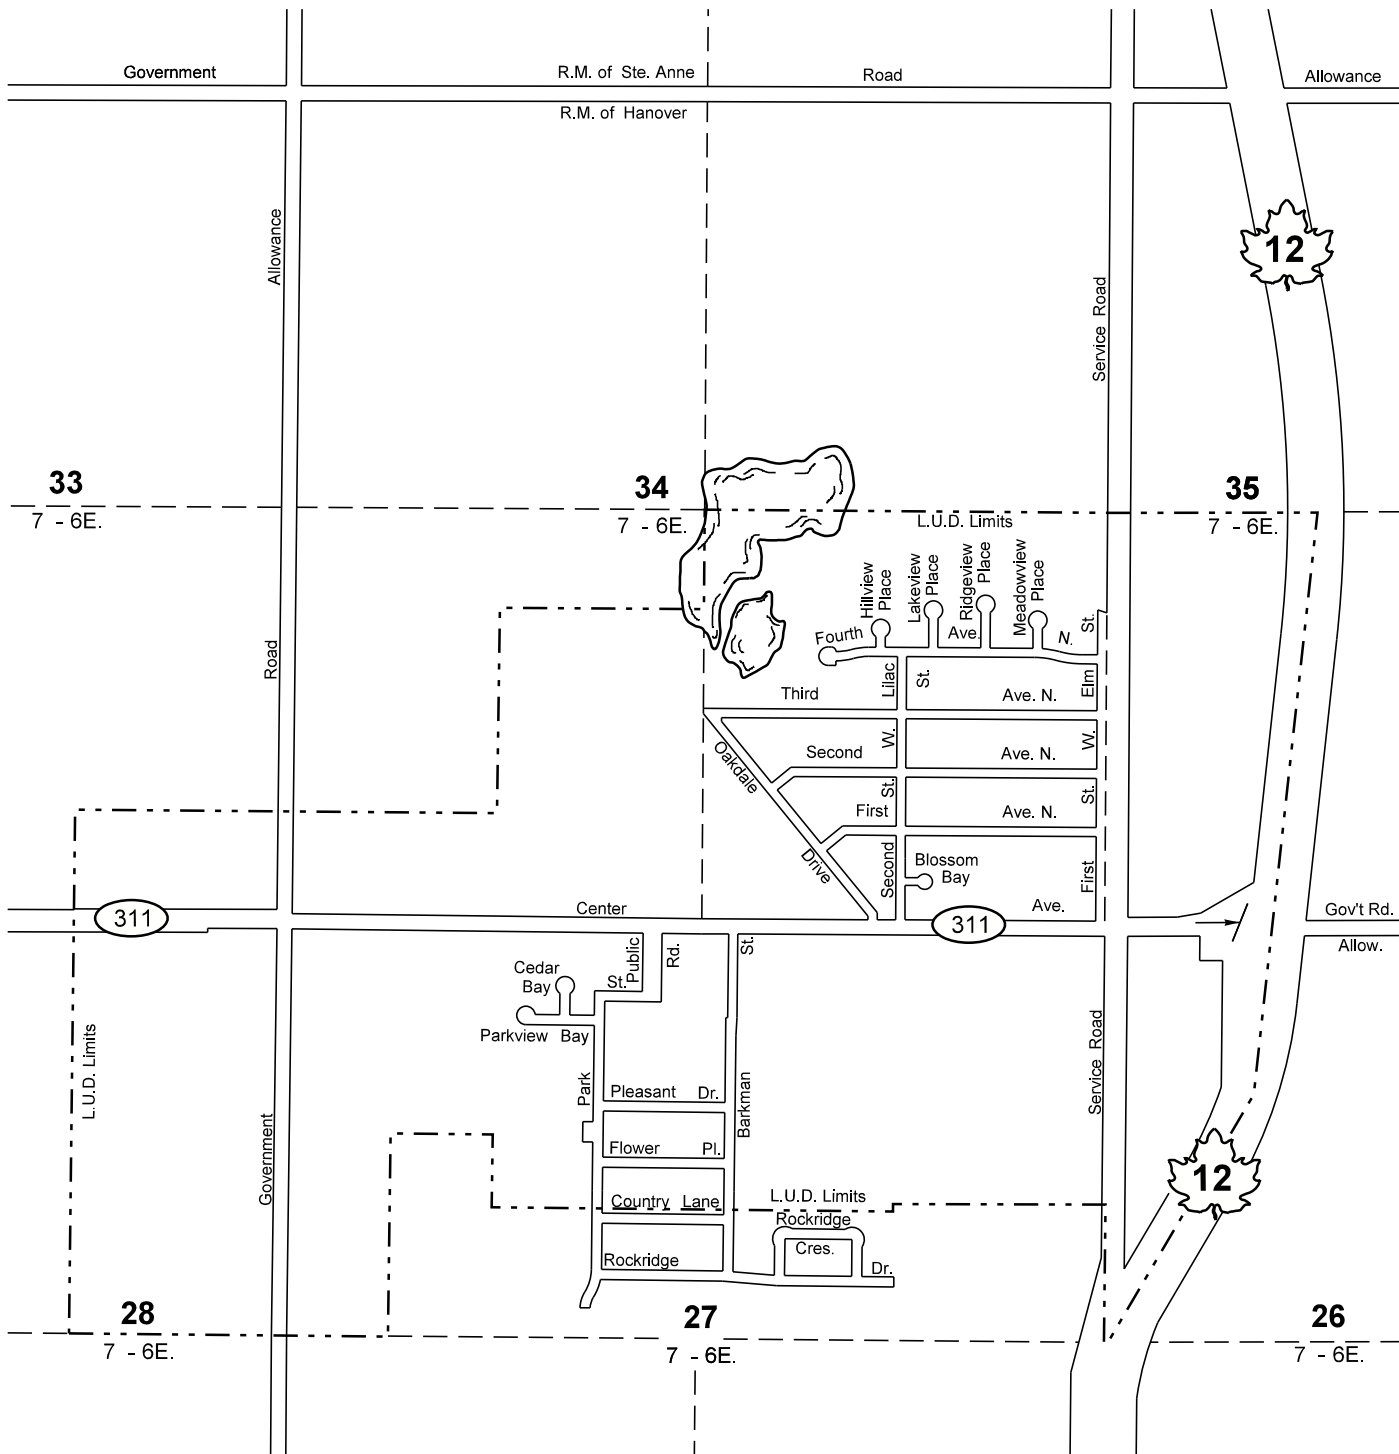 Government
R.M. of Ste. Anne
Road
Allowance
R.M. of Hanover
Allowance
12
Service Road
33
7 - 6E.
34
7 - 6E.
35
7 - 6E.
L.U.D. Limits
Hillview
Place
Lakeview
Place
Ridgeview
Place
Meadowview
Place
Fourth
Ave.
N.
Elm
St.
Road
Third
Lilac
St.
Ave. N.
Oakdale
Drive
Second
Ave. N.
First
Ave. N.
Second
St.
W.
First
St.
W.
Blossom
Bay
311
Center
311
Ave.
Gov't Rd.
Allow.
Public
Rd.
Cedar
Bay
St.
Parkview Bay
Park
Barkman
St.
L.U.D. Limits
Service Road
Government
Pleasant Dr.
Flower Pl.
Country Lane
L.U.D. Limits
12
Rockridge
Cres.
Rockridge
Dr.
28
7 - 6E.
27
7 - 6E.
26
7 - 6E.